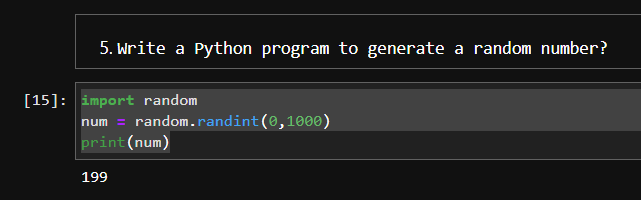 5. Write a Python program to generate a random number?
[15]: import random
num = random.randint(0,1000)
print(num)
199